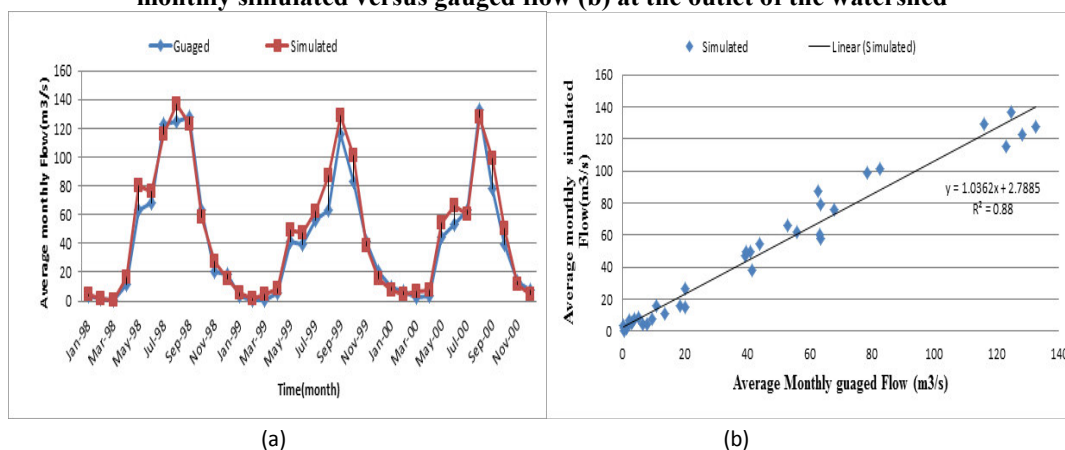 monthly simulated versus gauged flow (b) at the outlet of the watershed
Guaged
Simulated
Average monthly Flow(m3/s)
160
140
120
100
80
60
40
20
0
Jan-98
Mar-98
May-98
Jul-98
Sep-98
Nov-98
Jan-99
Mar-99
May-99
Jul-99
Sep-99
Nov-99
Jan-00
Mar-00
May-00
Jul-00
Sep-00
Nov-00
Time(month)
(a)
Simulated
Linear (Simulated)
Average monthly simulated
Flow(m3/s)
160
140
120
100
80
60
40
20
0
y = 1.0362x + 2.7885
R² = 0.88
0
20
40
60
80
100
120
140
Average Monthly guaged Flow (m3/s)
(b)